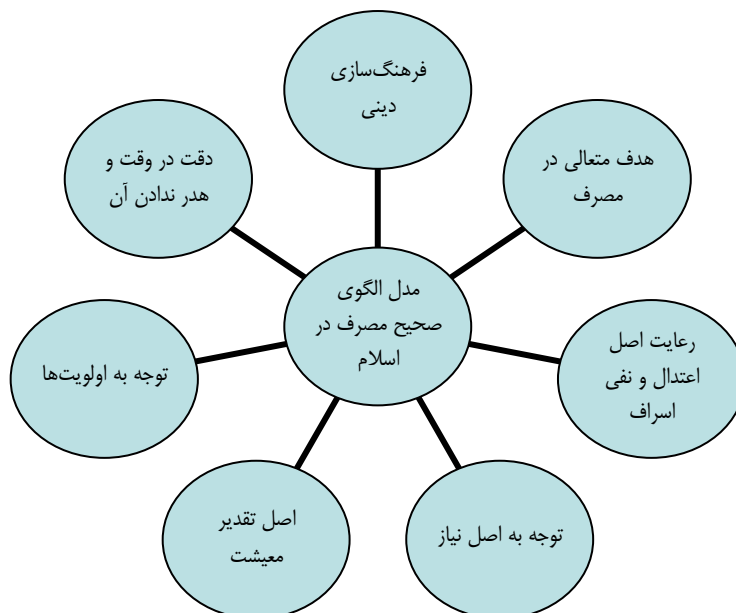 فرهنگ‌سازی
دینی
هدف متعالی در
مصرف
رعایت اصل
اعتدال و نفی
اسراف
توجه به اصل نیاز
اصل تقدیر
معیشت
توجه به اولویت‌ها
دقت در وقت و
هدر ندادن آن
مدل الگوی
صحیح مصرف در
اسلام